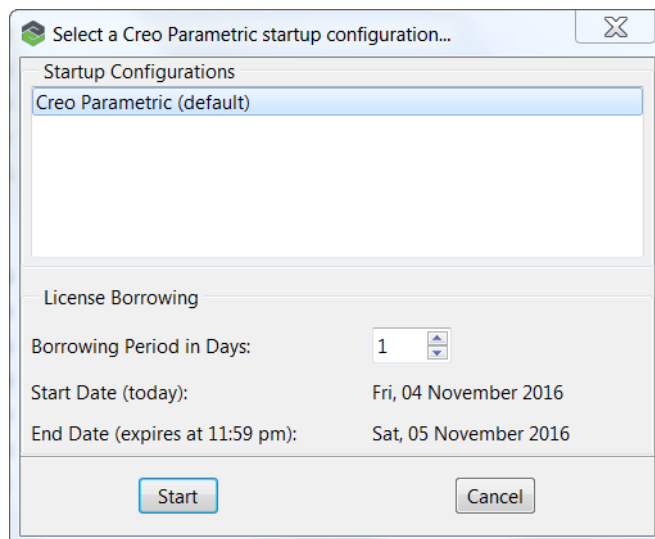 Select a Creo Parametric startup configuration...
Startup Configurations
Creo Parametric (default)
License Borrowing
Borrowing Period in Days: 1
Start Date (today): Fri, 04 November 2016
End Date (expires at 11:59 pm): Sat, 05 November 2016
Start Cancel